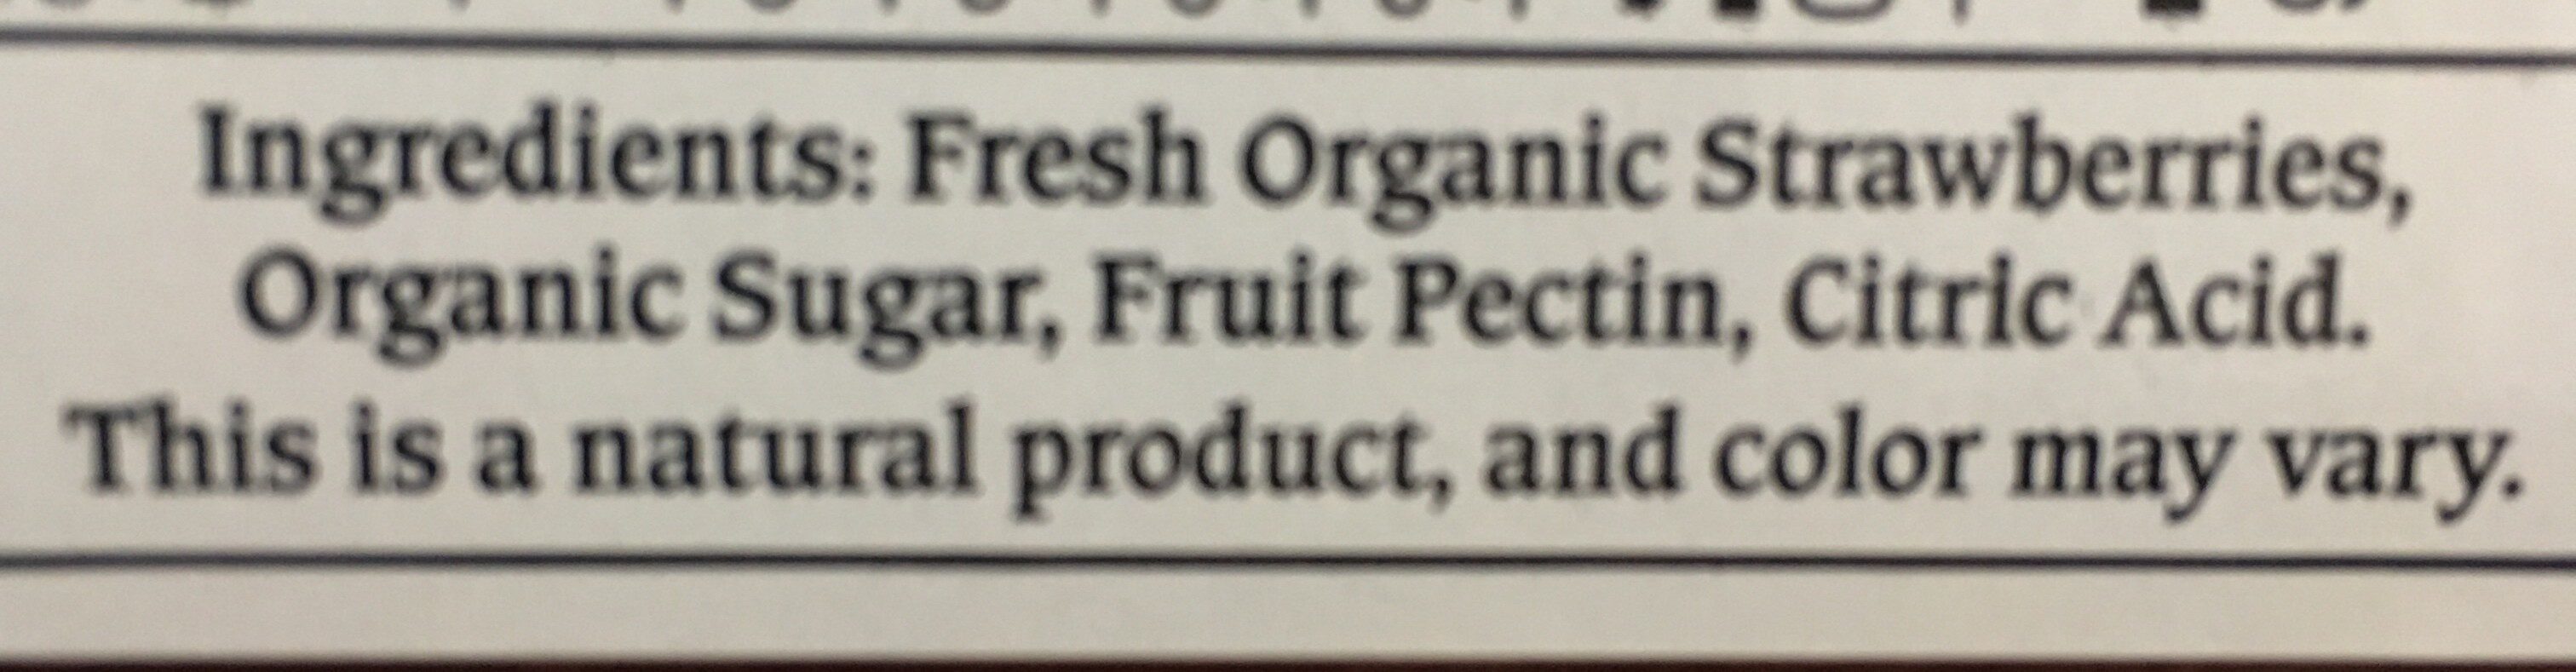 Ingredients: Fresh Organic Strawberries,
Organic Sugar, Fruit Pectin, Citric Acid.
This is a natural product, and color may vary.